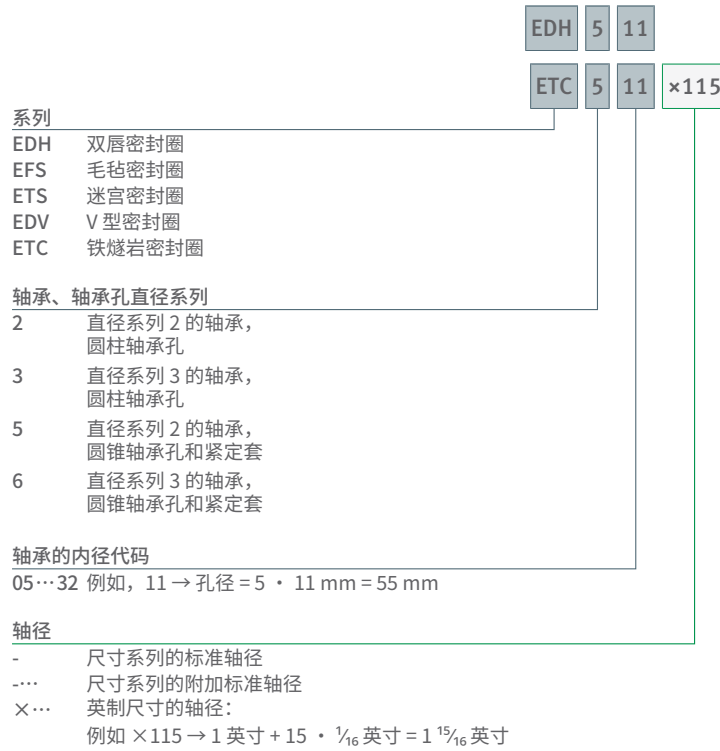 EDH 5 11
ETC 5 11 ×115
系列
EDH 双唇密封圈
EFS 毛毡密封圈
ETS 迷宫密封圈
EDV V 型密封圈
ETC 铁燧岩密封圈
轴承、轴承孔直径系列
2 直径系列 2 的轴承，
圆柱轴承孔
3 直径系列 3 的轴承，
圆柱轴承孔
5 直径系列 2 的轴承，
圆锥轴承孔和紧定套
6 直径系列 3 的轴承，
圆锥轴承孔和紧定套
轴承的内径代码
05…32 例如，11 → 孔径 = 5 · 11 mm = 55 mm
轴径
- 尺寸系列的标准轴径
-… 尺寸系列的附加标准轴径
×… 英制尺寸的轴径：
例如 ×115 → 1 英寸 + 15 · ¹⁄₁₆ 英寸 = 1 ¹⁵⁄₁₆ 英寸